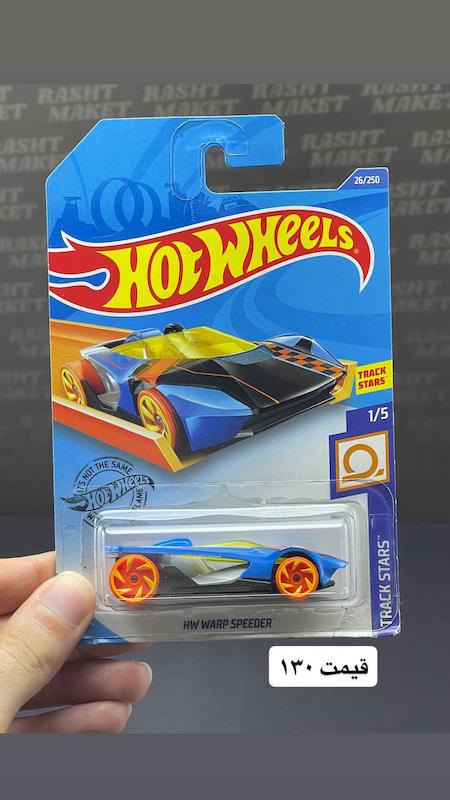 RASHT MAKET
26/250
HOT WHEELS
TRACK
STARS
1/5
IT'S NOT THE SAME
HOT WHEELS
HW WARP SPEEDER
TRACK STARS
قیمت ۱۳۰